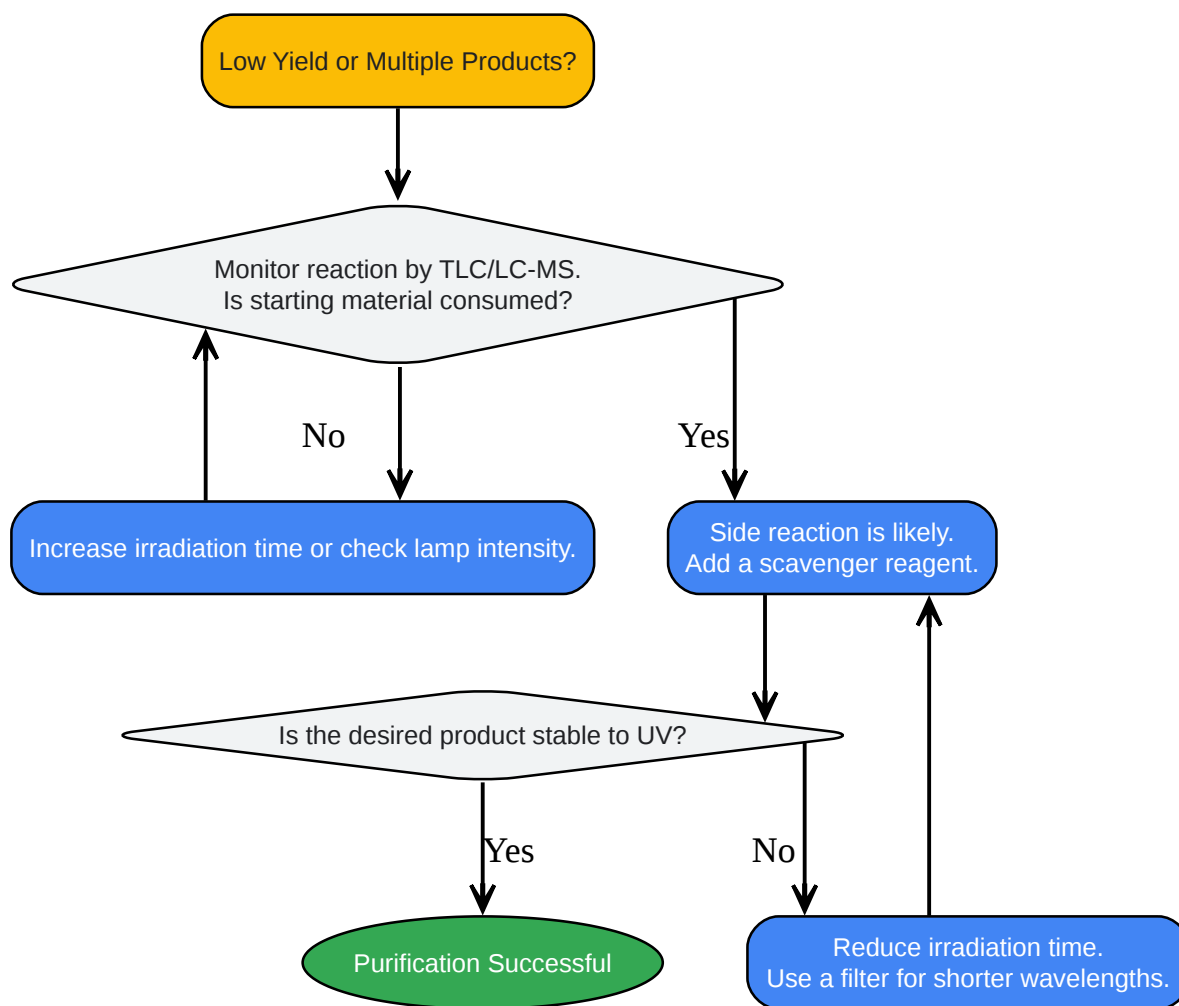 Low Yield or Multiple Products?
Monitor reaction by TLC/LC-MS.
Is starting material consumed?
No
Yes
Increase irradiation time or check lamp intensity.
Side reaction is likely.
Add a scavenger reagent.
Is the desired product stable to UV?
Yes
No
Purification Successful
Reduce irradiation time.
Use a filter for shorter wavelengths.